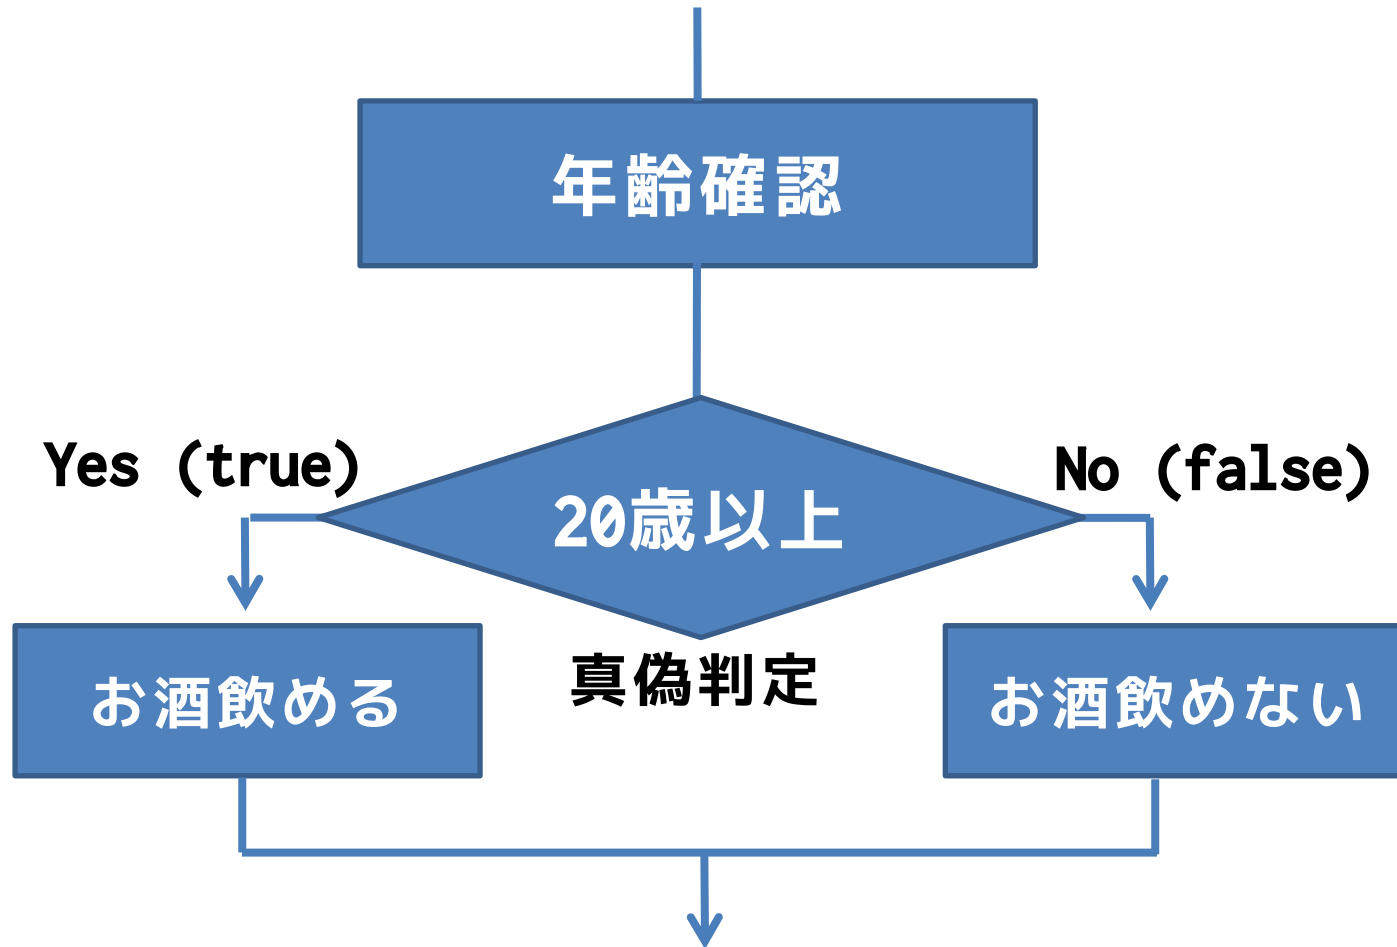 年齢確認
Yes (true)
No (false)
20歳以上
真偽判定
お酒飲める
お酒飲めない